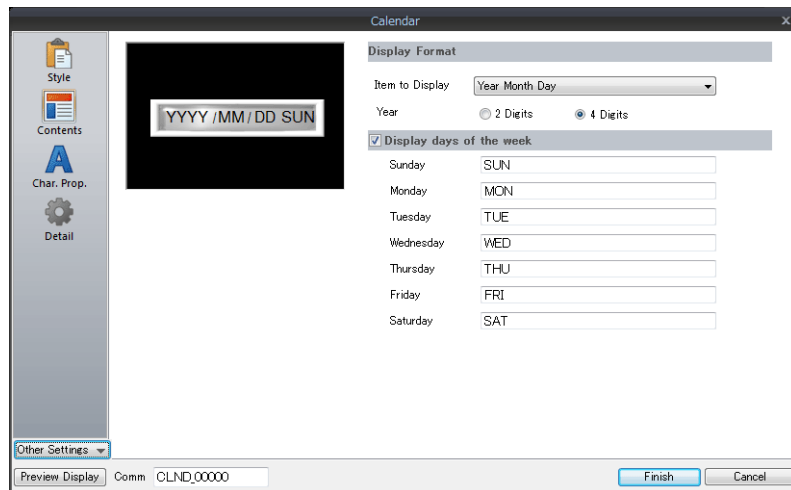 Calendar
x
Style
Contents
Char. Prop.
Detail
Other Settings
YYYY /MM / DD SUN
Display Format
Item to Display Year Month Day
Year 2 Digits 4 Digits
Display days of the week
Sunday SUN
Monday MON
Tuesday TUE
Wednesday WED
Thursday THU
Friday FRI
Saturday SAT
Preview Display Comm CLND_00000 Finish Cancel